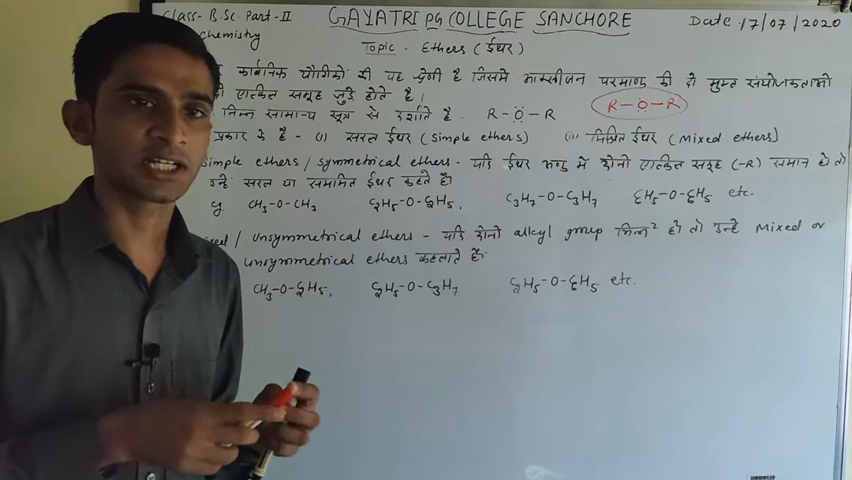 Class- B.Sc. Part-II GAYATRI PG COLLEGE SANCHORE Date 17/07/2020
Chemistry
Topic. Ethers (ईथर)
कार्बनिक यौगिकों की वह श्रेणी है जिसमें ऑक्सीजन परमाणु की दो मुक्त संयोजकताओं
एल्किल समूह जुड़े होते है। R-Ö-R
निम्न सामान्य सूत्र से दर्शाते है. R-Ö-R
प्रकार के है - (i) सरल ईथर (Simple ethers) (ii) मिश्रित ईथर (Mixed ethers)
Simple ethers / symmetrical ethers - यदि ईथर अणु में दोनो एल्किल समूह (-R) समान हो तो
उन्हे सरल या सममित ईथर कहते है।
eg CH3-O-CH3 C2H5-O-C2H5, C3H7-O-C3H7 C6H5-O-C6H5 etc.
/ Unsymmetrical ethers - यदि दोनो alkyl group भिन्न2 हो तो उन्हे Mixed or
unsymmetrical ethers कहलाते है।
CH3-O-C2H5, C2H5-O-C3H7 C2H5-O-C6H5 etc.